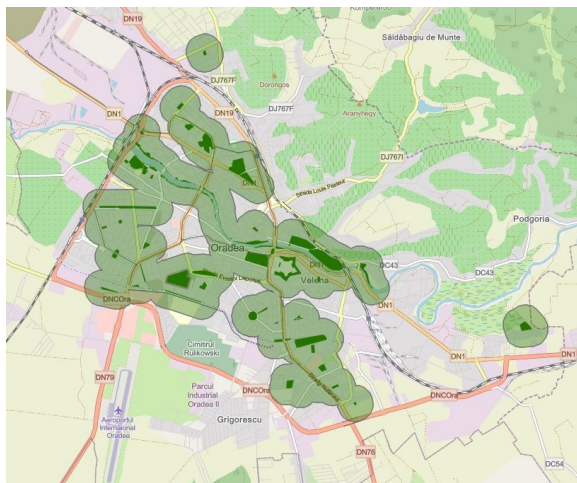 Săldăbagiu de Munte
DN19
DJ767F
Dorongos
DN1
DN19
DJ767F
Aranyhegy
DJ767I
Strada Louis Pasteur
Podgoria
Oradea
DC43
DC43
DN1
Velența
DNCOra
DN1
Cimitirul
Rulikowski
DN1
DN1
DN79
Parcul
Industrial
Oradea II
DNCOra
DNCOra
Aeroportul
Internațional
Oradea
Grigorescu
DN76
DC54